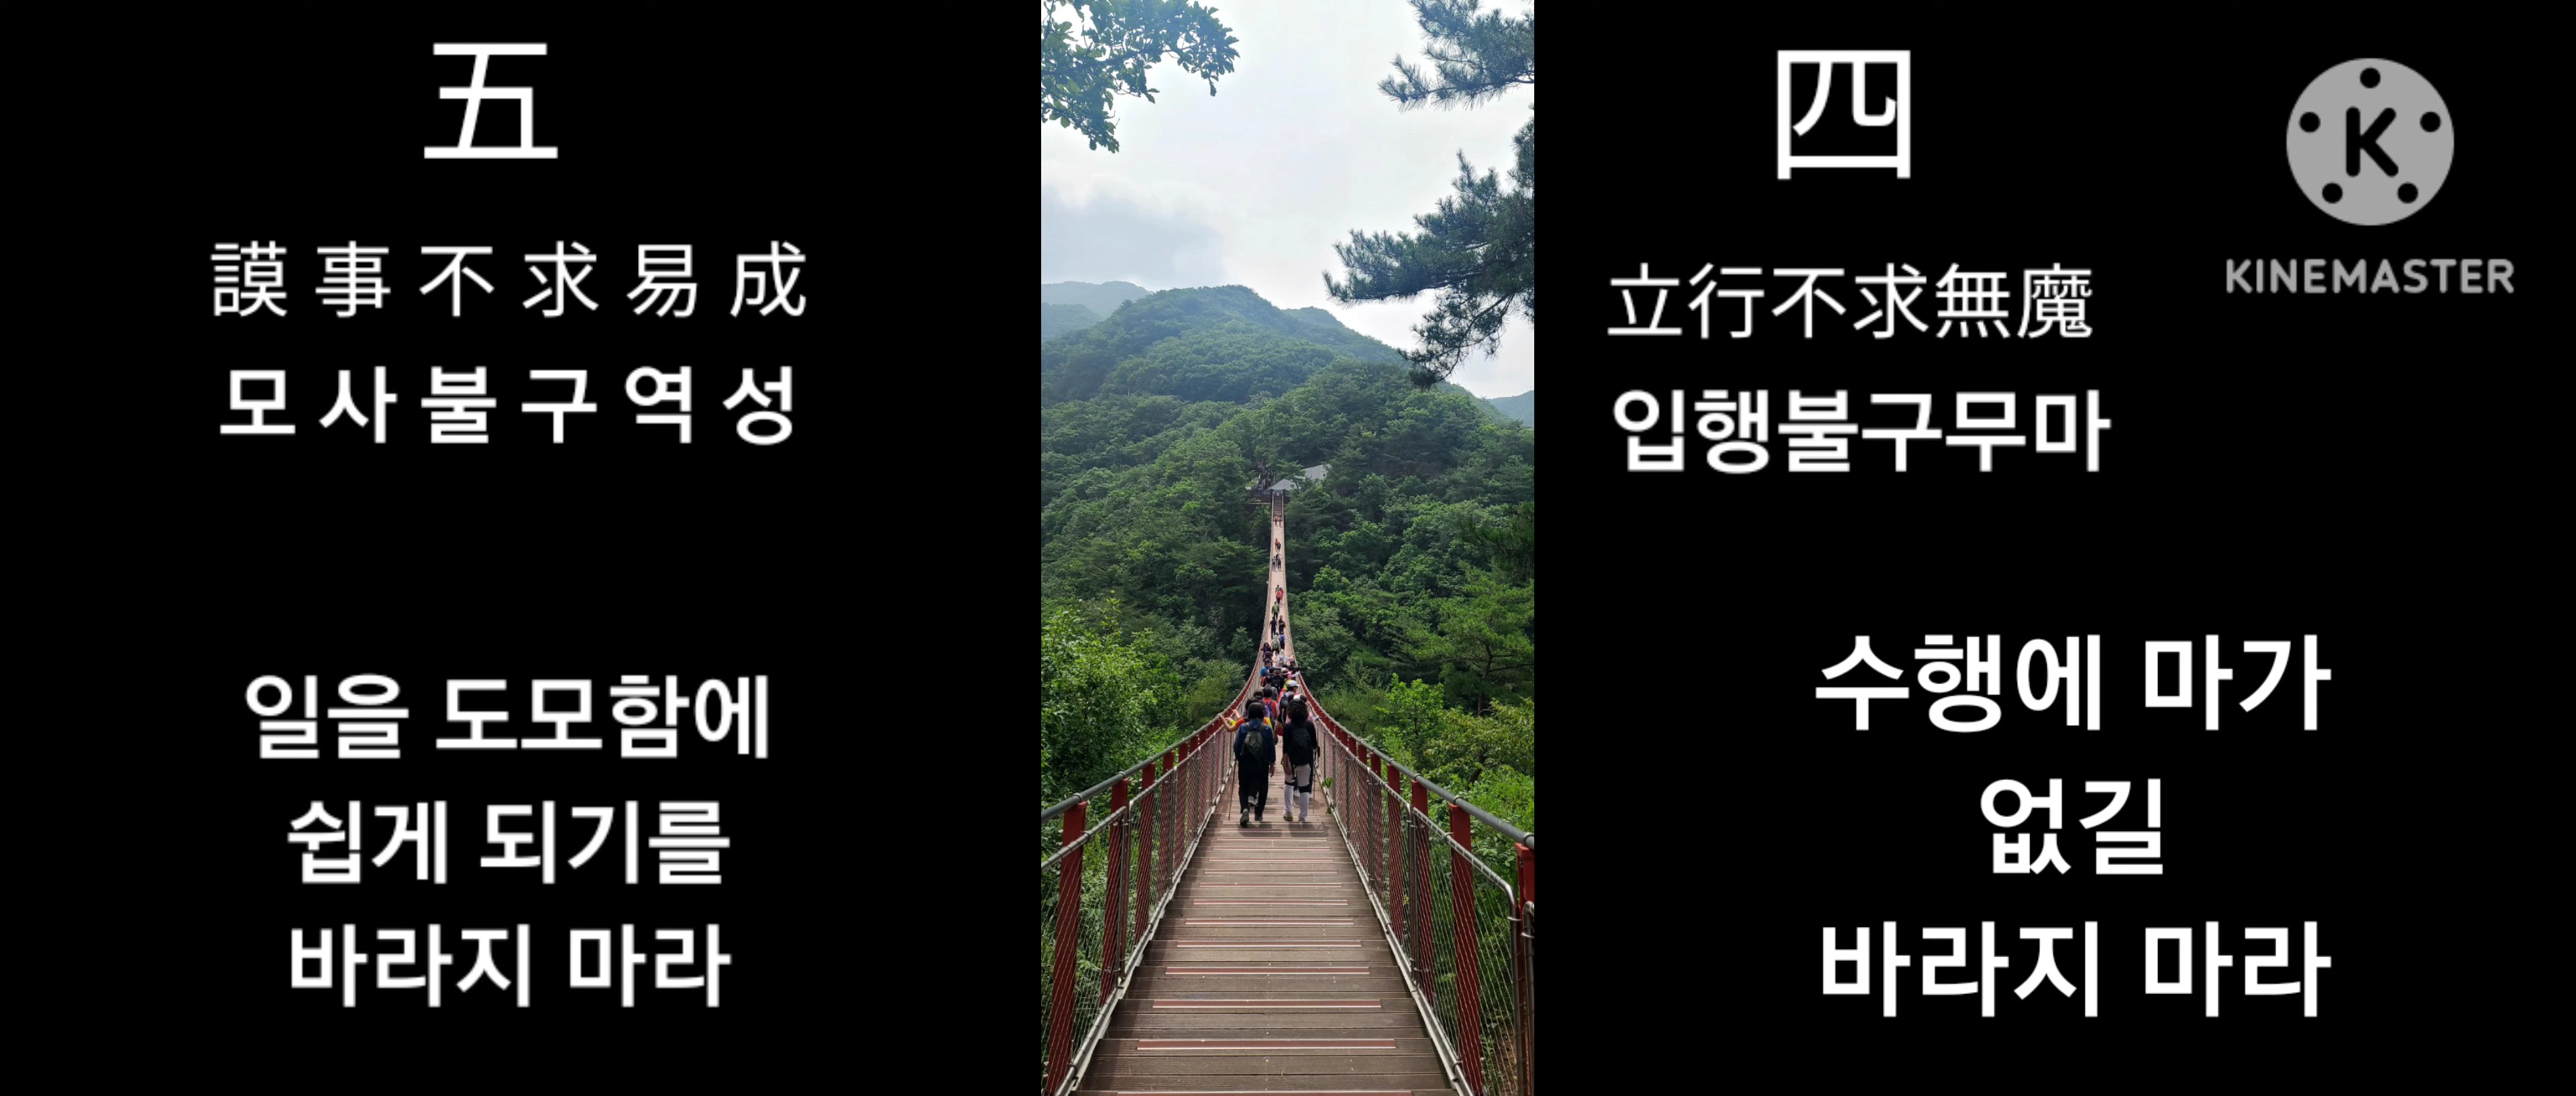 五
謨 事 不 求 易 成
모 사 불 구 역 성
일을 도모함에
쉽게 되기를
바라지 마라
四
立行不求無魔
입행불구무마
수행에 마가
없길
바라지 마라
K
KINEMASTER